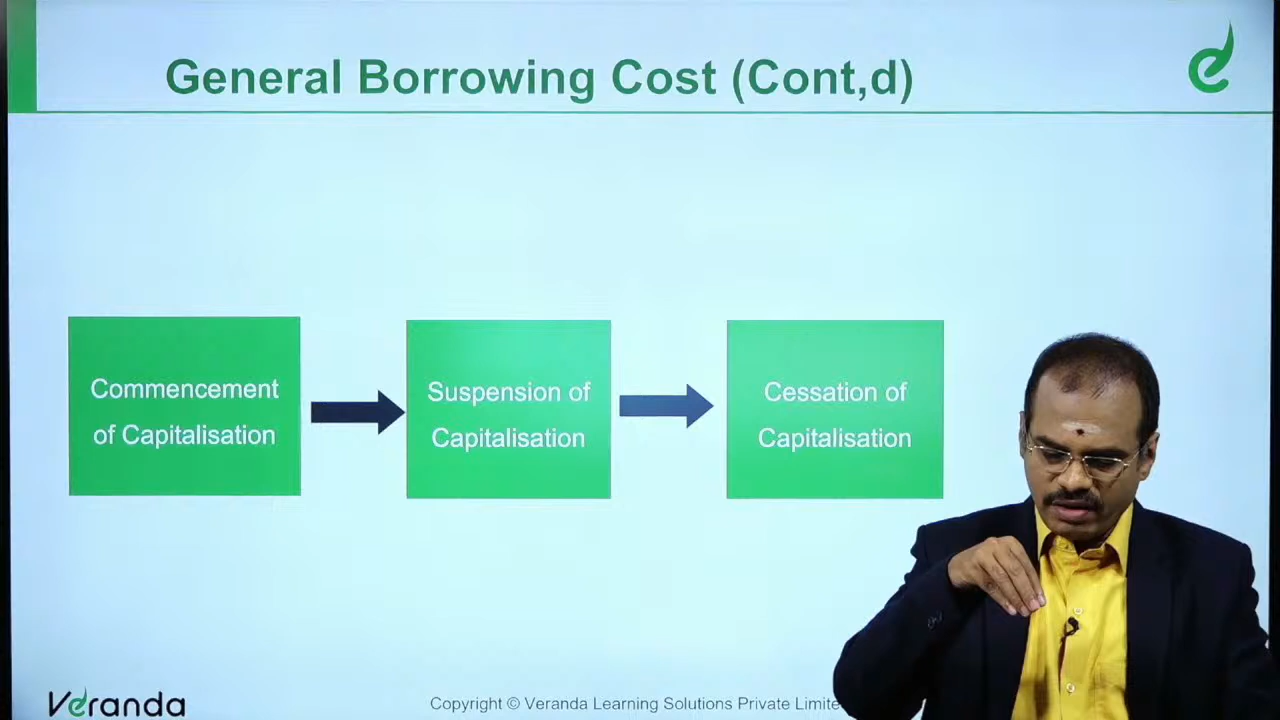 General Borrowing Cost (Cont,d)
Commencement
of Capitalisation
Suspension of
Capitalisation
Cessation of
Capitalisation
Veranda
Copyright © Veranda Learning Solutions Private Limite